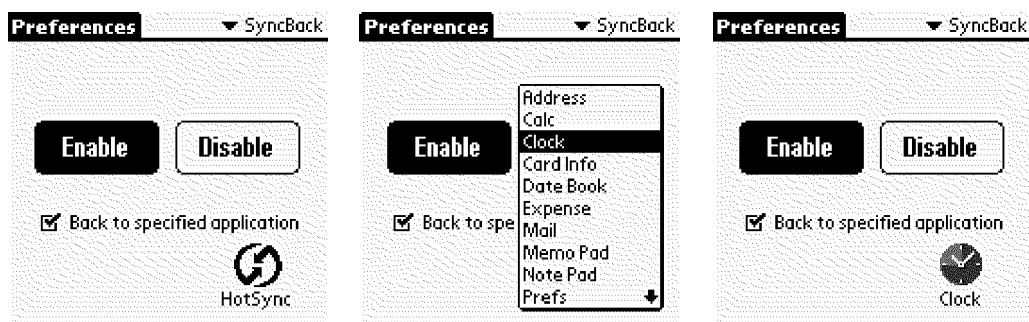 Preferences SyncBack
Enable Disable
Back to specified application
HotSync
Preferences SyncBack
Address
Calc
Clock
Card Info
Date Book
Expense
Mail
Memo Pad
Note Pad
Prefs
Enable
Back to spe
Preferences SyncBack
Enable Disable
Back to specified application
Clock